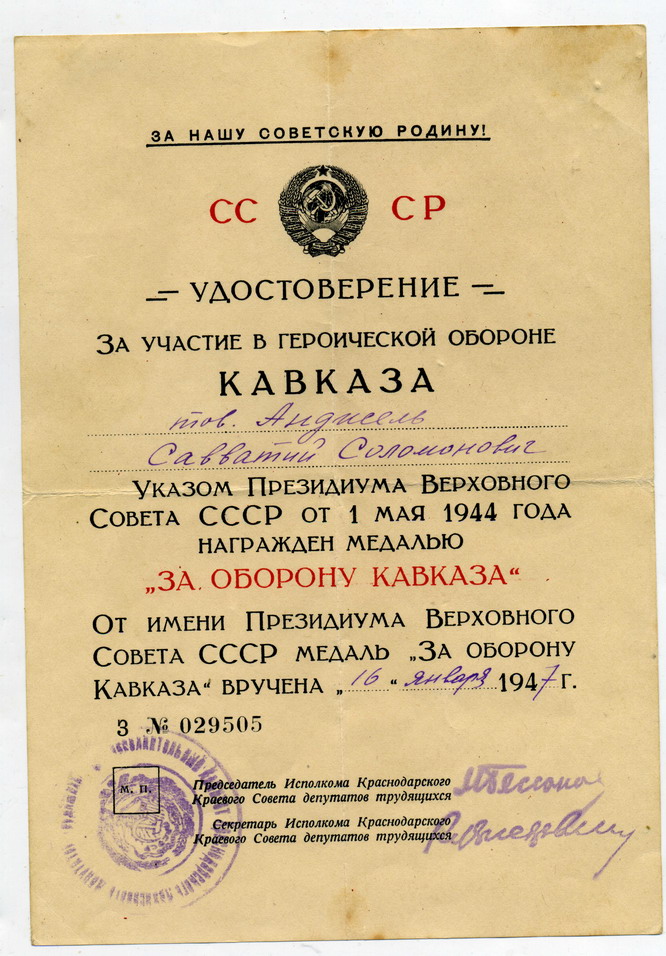 ЗА НАШУ СОВЕТСКУЮ РОДИНУ!
СС СР
УДОСТОВЕРЕНИЕ
ЗА УЧАСТИЕ В ГЕРОИЧЕСКОЙ ОБОРОНЕ
КАВКАЗА
тов. Анджель
Савватий Соломонович
УКАЗОМ ПРЕЗИДИУМА ВЕРХОВНОГО
СОВЕТА СССР ОТ 1 МАЯ 1944 ГОДА
НАГРАЖДЕН МЕДАЛЬЮ
„ЗА ОБОРОНУ КАВКАЗА“
ОТ ИМЕНИ ПРЕЗИДИУМА ВЕРХОВНОГО
СОВЕТА СССР МЕДАЛЬ „ЗА ОБОРОНУ
КАВКАЗА“ ВРУЧЕНА „16“ января 1947 г.
З № 029505
М. П.
Председатель Исполкома Краснодарского
Краевого Совета депутатов трудящихся
Секретарь Исполкома Краснодарского
Краевого Совета депутатов трудящихся